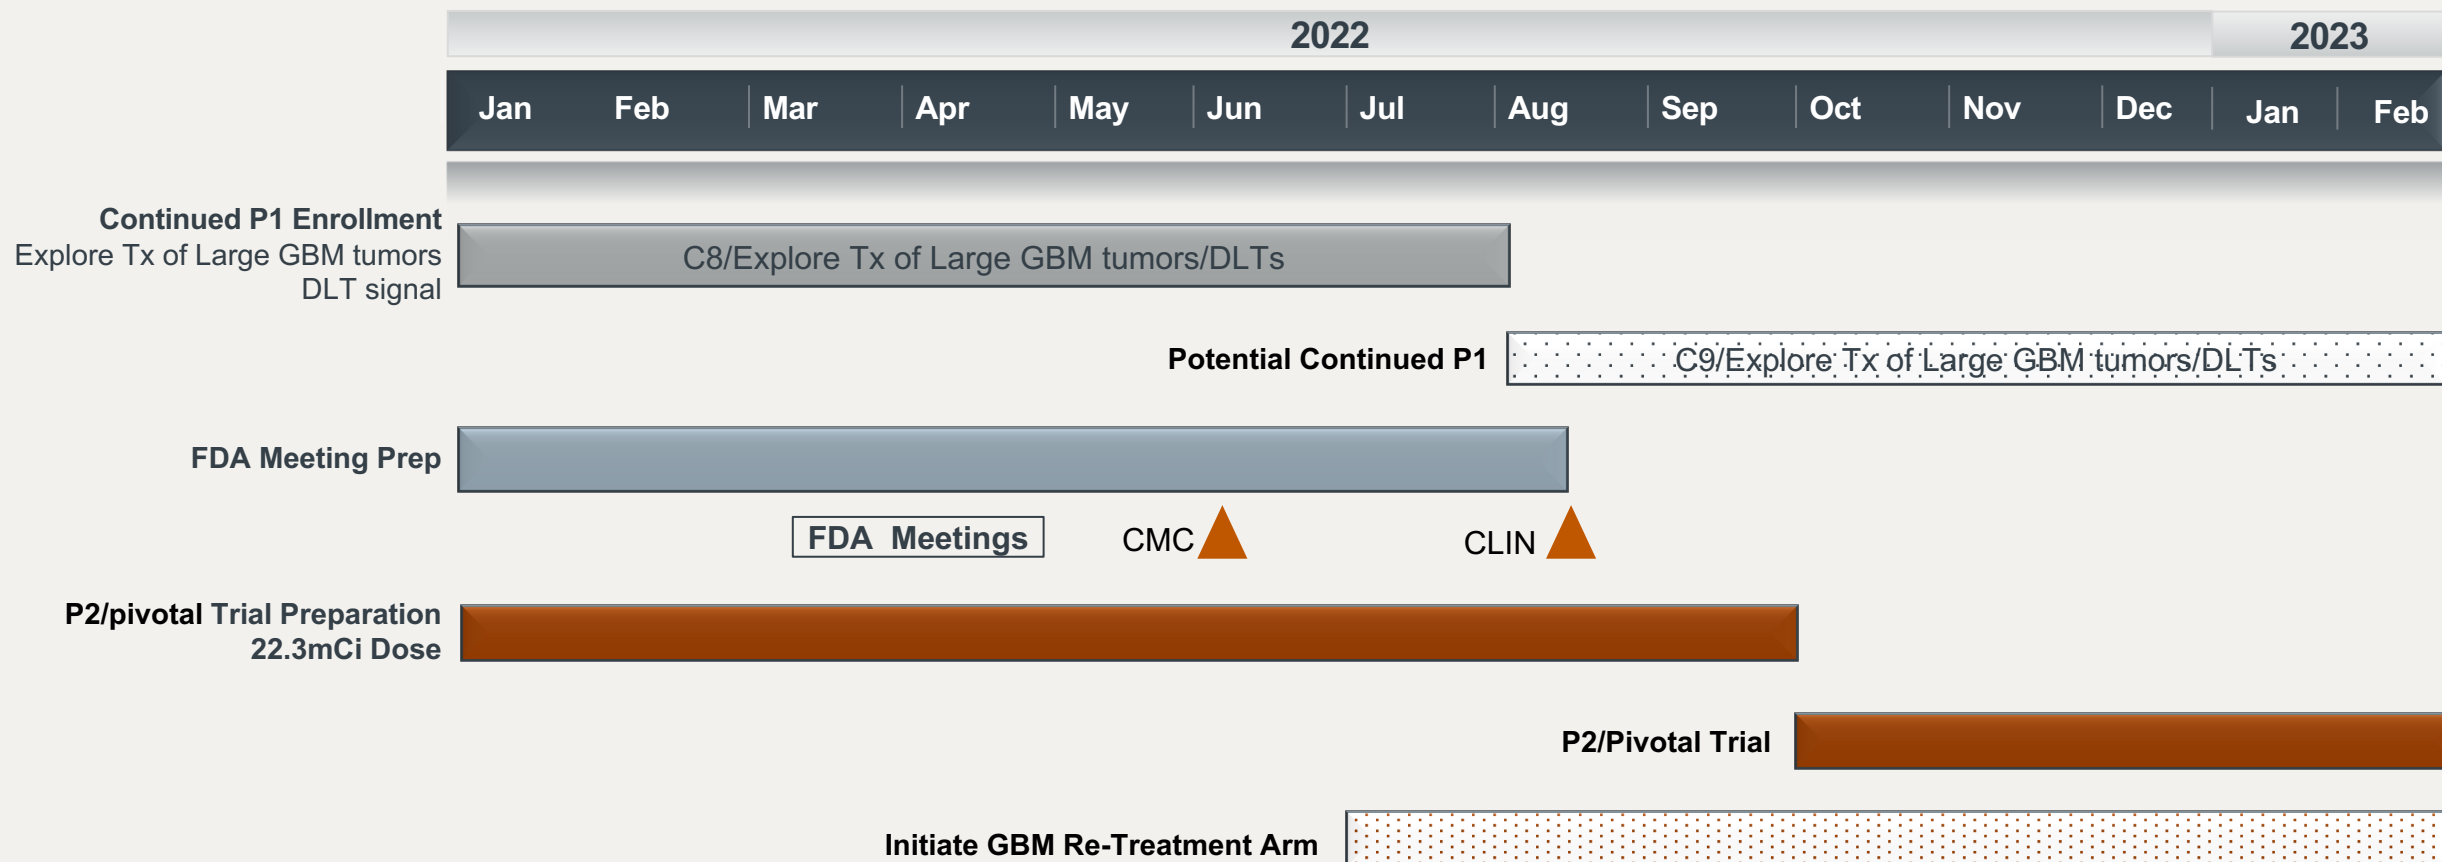 2022
2023
Jan Feb Mar Apr May Jun Jul Aug Sep Oct Nov Dec Jan Feb
Continued P1 Enrollment
Explore Tx of Large GBM tumors
DLT signal
C8/Explore Tx of Large GBM tumors/DLTs
Potential Continued P1
C9/Explore Tx of Large GBM tumors/DLTs
FDA Meeting Prep
FDA Meetings
CMC
CLIN
P2/pivotal Trial Preparation
22.3mCi Dose
P2/Pivotal Trial
Initiate GBM Re-Treatment Arm